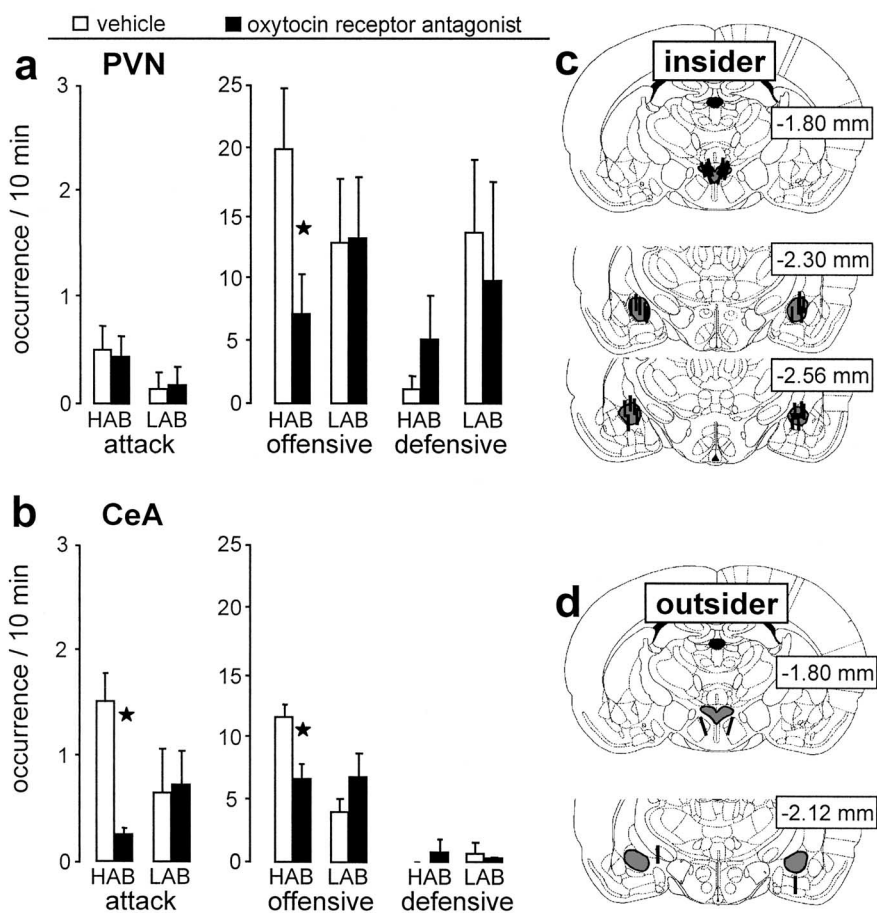 vehicle oxytocin receptor antagonist
a PVN
occurrence / 10 min
3
2
1
0
HAB LAB
attack
25
20
15
10
5
0
HAB LAB HAB LAB
offensive defensive
b CeA
occurrence / 10 min
3
2
1
0
HAB LAB
attack
25
20
15
10
5
0
HAB LAB HAB LAB
offensive defensive
c insider
-1.80 mm
-2.30 mm
-2.56 mm
d outsider
-1.80 mm
-2.12 mm